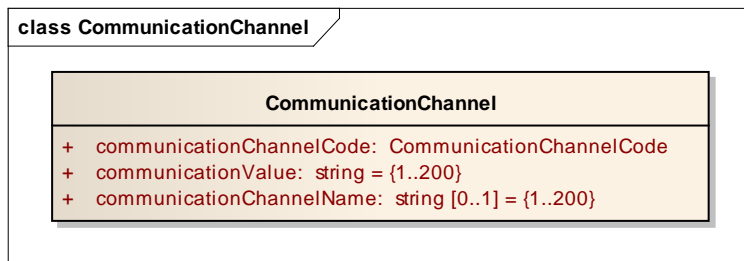 class CommunicationChannel
CommunicationChannel
+ communicationChannelCode: CommunicationChannelCode
+ communicationValue: string = {1..200}
+ communicationChannelName: string [0..1] = {1..200}